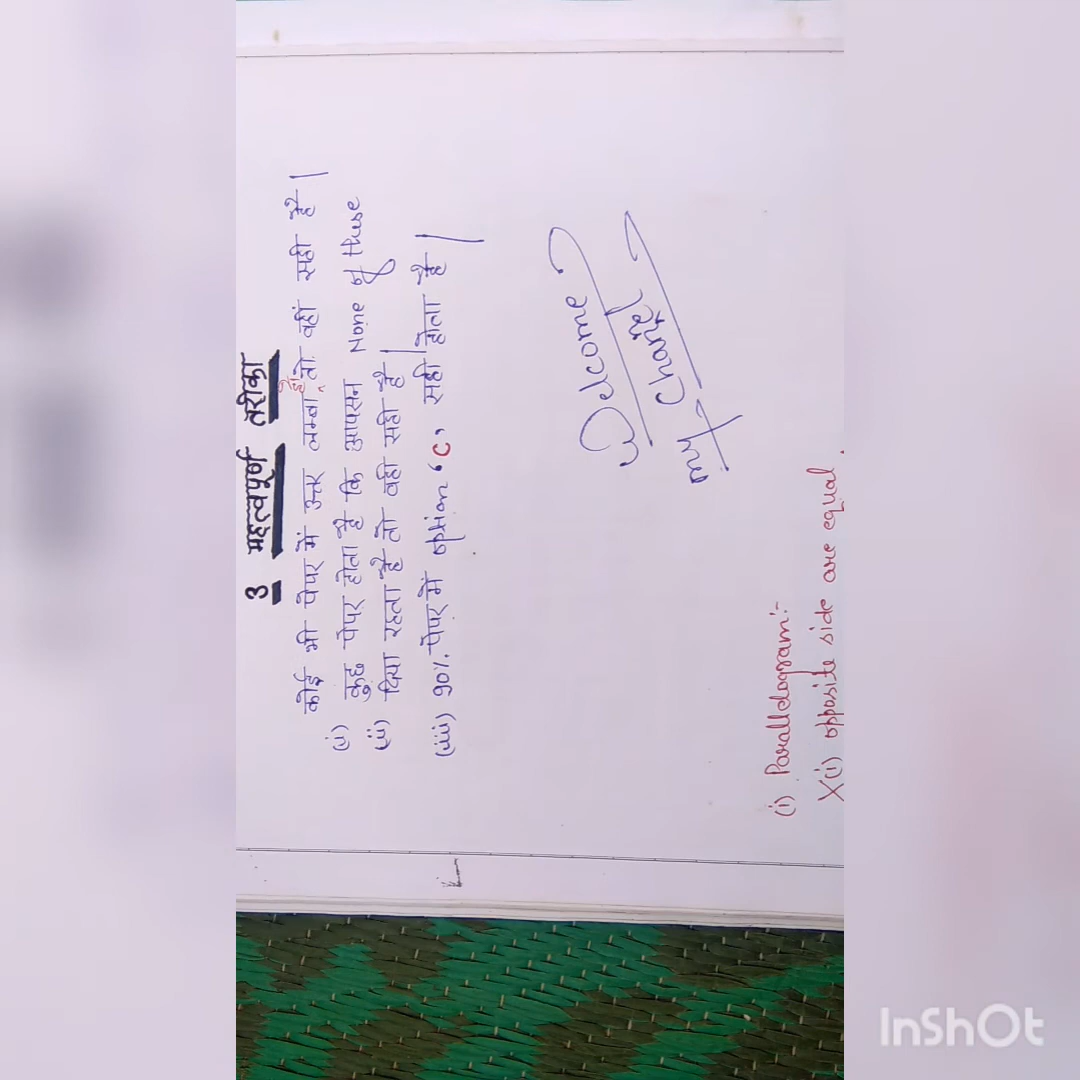 3 महत्वपूर्ण तरीका
(i) कोई भी पेपर में उत्तर लम्बा हो तो वहीं सही है।
(ii) कुछ पेपर होता है कि आपसन None of these
दिया रहता है तो वही सही है।
(iii) 90% पेपर में option 'C' सही होता है।
Welcome
my Channel
(i) Parallelogram:-
X(i) opposite side are equal.
InShOt